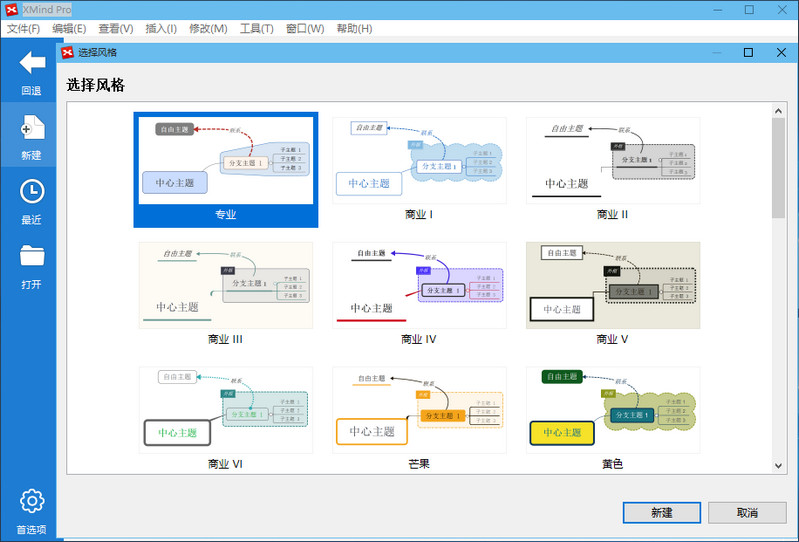 XMind Pro
文件(F) 编辑(E) 查看(V) 插入(I) 修改(M) 工具(T) 窗口(W) 帮助(H)
选择风格
回退
新建
最近
打开
首选项
选择风格
自由主题
联系
分支主题 1
子主题 1
子主题 2
子主题 3
中心主题
专业
自由主题
联系
外框
分支主题 1
子主题 1
子主题 2
子主题 3
中心主题
商业 I
自由主题
联系
外框
分支主题 1
子主题 1
子主题 2
子主题 3
中心主题
商业 II
自由主题
联系
外框
分支主题 1
子主题 1
子主题 2
子主题 3
中心主题
商业 III
自由主题
联系
外框
分支主题 1
子主题 1
子主题 2
子主题 3
中心主题
商业 IV
自由主题
联系
外框
分支主题 1
子主题 1
子主题 2
子主题 3
中心主题
商业 V
自由主题
联系
外框
分支主题 1
子主题 1
子主题 2
子主题 3
中心主题
商业 VI
自由主题
联系
外框
分支主题 1
子主题 1
子主题 2
子主题 3
中心主题
芒果
自由主题
联系
外框
分支主题 1
子主题 1
子主题 2
子主题 3
中心主题
黄色
新建
取消